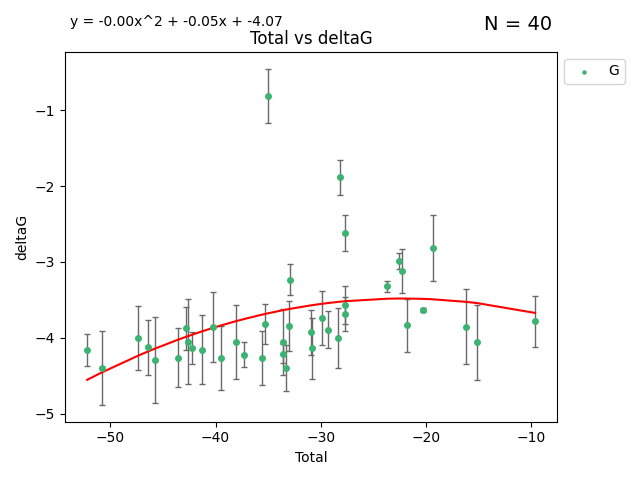 y = -0.00x^2 + -0.05x + -4.07
N = 40
Total vs deltaG
G
−1
−2
−3
−4
−5
deltaG
−50
−40
−30
−20
−10
Total